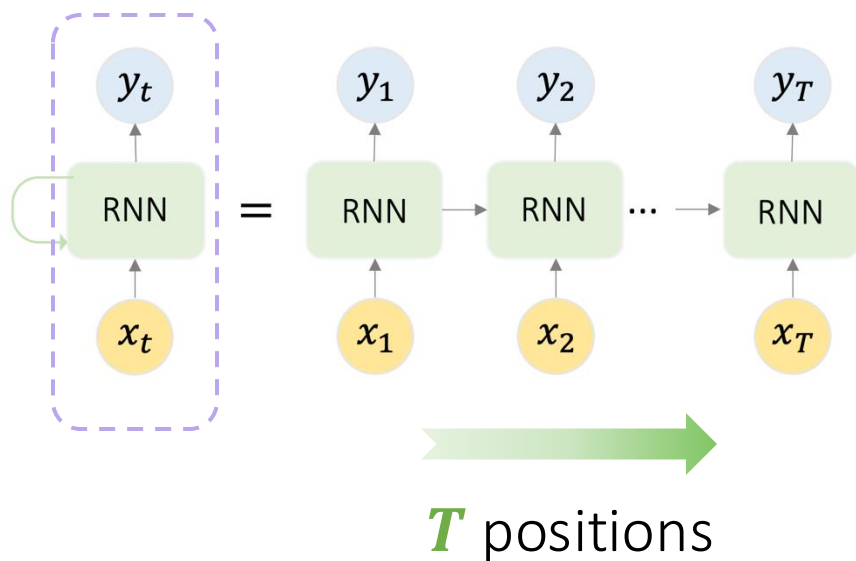 y_t y_1 y_2 y_T
RNN = RNN RNN ... RNN
x_t x_1 x_2 x_T
T positions